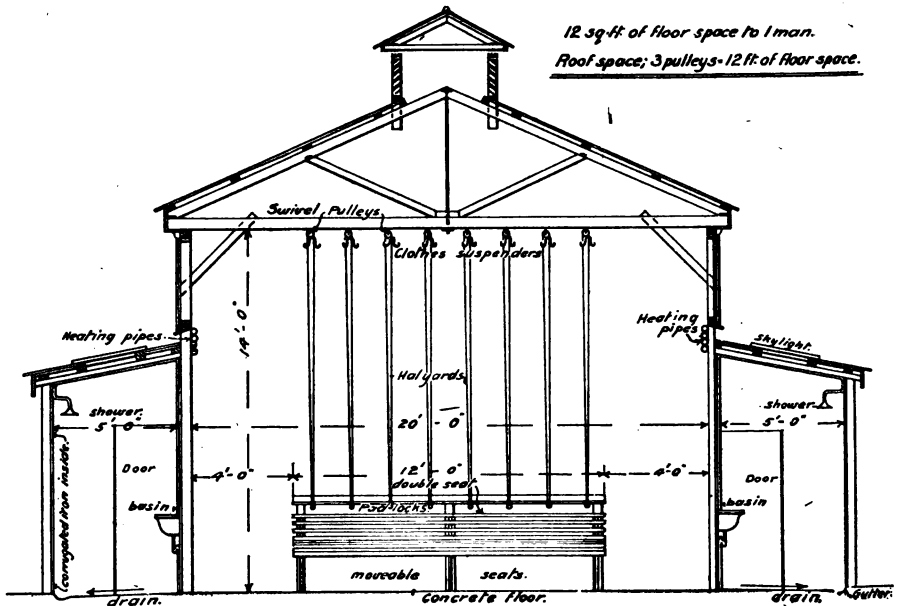 12 sq·ft of floor space to 1 man.
Roof space; 3 pulleys = 12 ft. of floor space.
Swivel Pulleys
Clothes suspenders
14'-0"
Heating pipes
Heating
pipes
skylight.
Halyards.
shower.
shower
5'-0"
20'-0"
5'-0"
4'-0"
12'-0"
4'-0"
double seat
Door
Door
basin
basin
Padlocks
corrugated iron inside.
moveable seats.
drain.
Concrete floor.
drain.
Gutter.